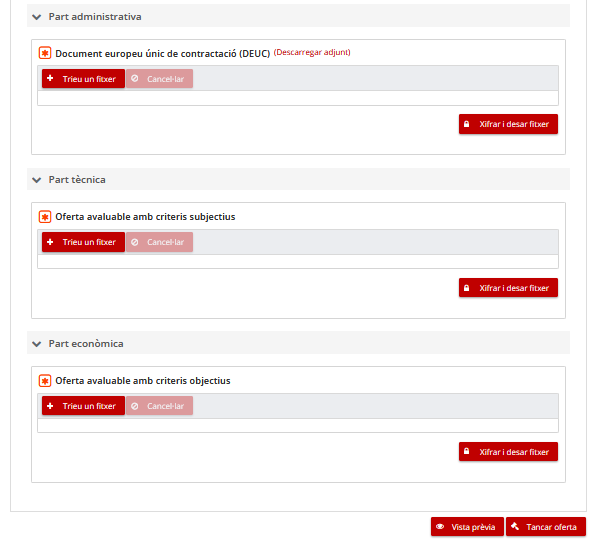 Part administrativa
Document europeu únic de contractació (DEUC) (Descarregar adjunt)
Trieu un fitxer Cancel·lar
Xifrar i desar fitxer
Part tècnica
Oferta avaluable amb criteris subjectius
Trieu un fitxer Cancel·lar
Xifrar i desar fitxer
Part econòmica
Oferta avaluable amb criteris objectius
Trieu un fitxer Cancel·lar
Xifrar i desar fitxer
Vista prèvia Tancar oferta